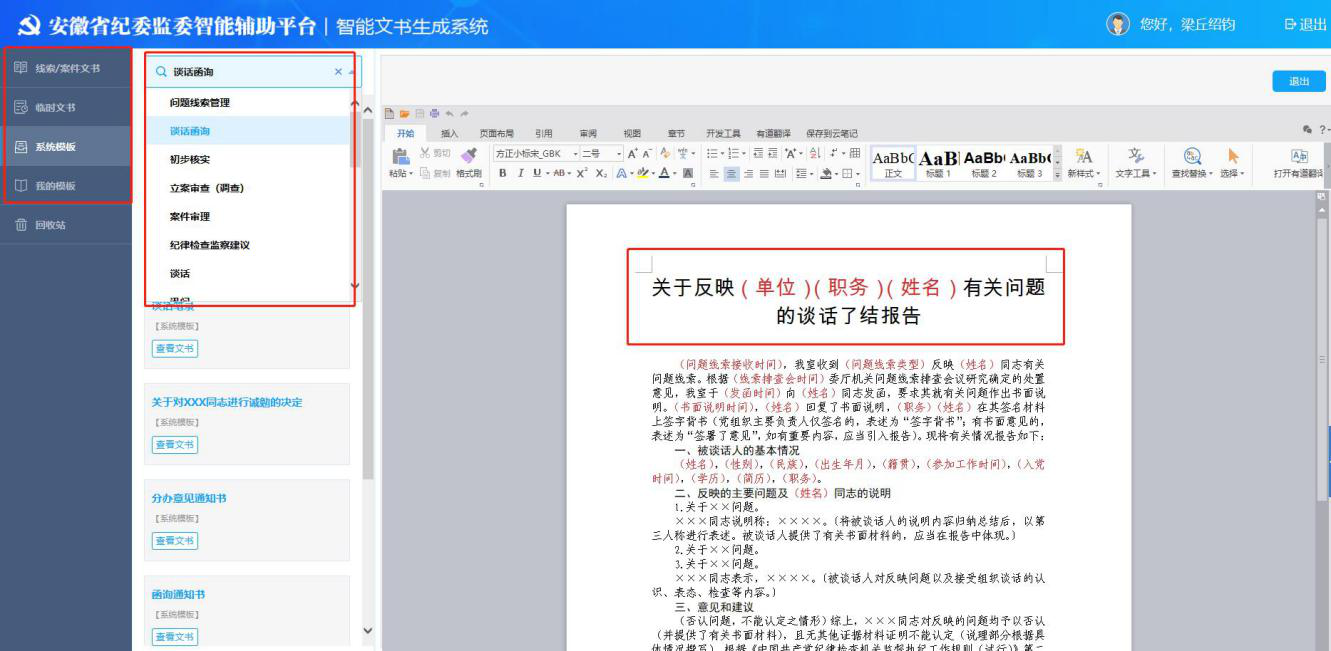 安徽省纪委监委智能辅助平台 | 智能文书生成系统
您好，梁丘绍钧
退出
线索/案件文书
临时文书
系统模板
我的模板
回收站
谈话函询
问题线索管理
谈话函询
初步核实
立案审查（调查）
案件审理
纪律检查监察建议
谈话
【系统模板】
查看文书
关于对XXX同志进行诫勉的决定
【系统模板】
查看文书
分办意见通知书
【系统模板】
查看文书
函询通知书
【系统模板】
查看文书
退出
开始 插入 页面布局 引用 审阅 视图 章节 开发工具 有道翻译 保存到云笔记
粘贴 剪切 复制 格式刷
方正小标宋_GBK 二号
AaBbC 正文
AaB 标题 1
AaBb 标题 2
AaBb( 标题 3
新样式 文字工具 查找替换 选择 打开有道翻译
关于反映（单位）（职务）（姓名）有关问题
的谈话了结报告
（问题线索接收时间），我室收到（问题线索类型）反映（姓名）同志有关
问题线索。根据（线索排查会时间）委厅机关问题线索排查会议研究确定的处置
意见，我室于（发函时间）向（姓名）同志发函，要求其就有关问题作出书面说
明。（书面说明时间），（姓名）回复了书面说明，（职务）（姓名）在其签名材料
上签字背书（党组织主要负责人仅签名的，表述为“签字背书”；有书面意见的，
表述为“签署了意见”，如有重要内容，应当引入报告）。现将有关情况报告如下：
一、被谈话人的基本情况
（姓名），（性别），（民族），（出生年月），（籍贯），（参加工作时间），（入党
时间），（学历），（简历），（职务）。
二、反映的主要问题及（姓名）同志的说明
1.关于××问题。
×××同志说明称：××××。〔将被谈话人的说明内容归纳总结后，以第
三人称进行表述。被谈话人提供了有关书面材料的，应当在报告中体现。〕
2.关于××问题。
3.关于××问题。
×××同志表示，××××。〔被谈话人对反映问题以及接受组织谈话的认
识、表态、检查等内容。〕
三、意见和建议
（否认问题，不能认定之情形）综上，×××同志对反映的问题均予以否认
（并提供了有关书面材料），且无其他证据材料证明不能认定（说理部分根据具
体情况撰写）。根据《中国共产党纪律检查机关监督执纪工作规则（试行）》第二